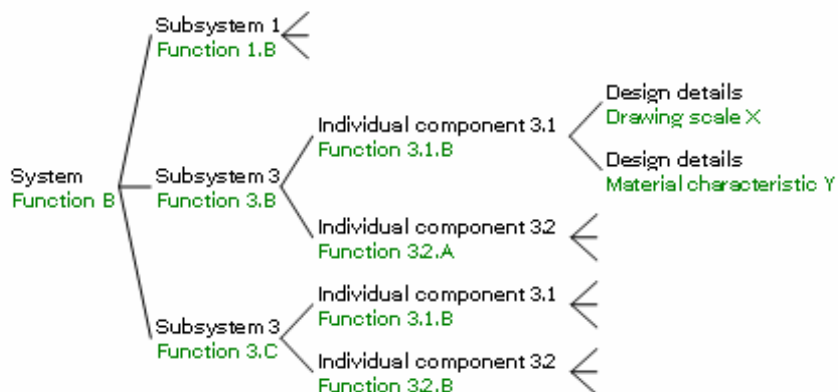 Subsystem 1
Function 1.B
Design details
Drawing scale X
Individual component 3.1
Function 3.1.B
Design details
Material characteristic Y
System
Function B
Subsystem 3
Function 3.B
Individual component 3.2
Function 3.2.A
Individual component 3.1
Function 3.1.B
Subsystem 3
Function 3.C
Individual component 3.2
Function 3.2.B